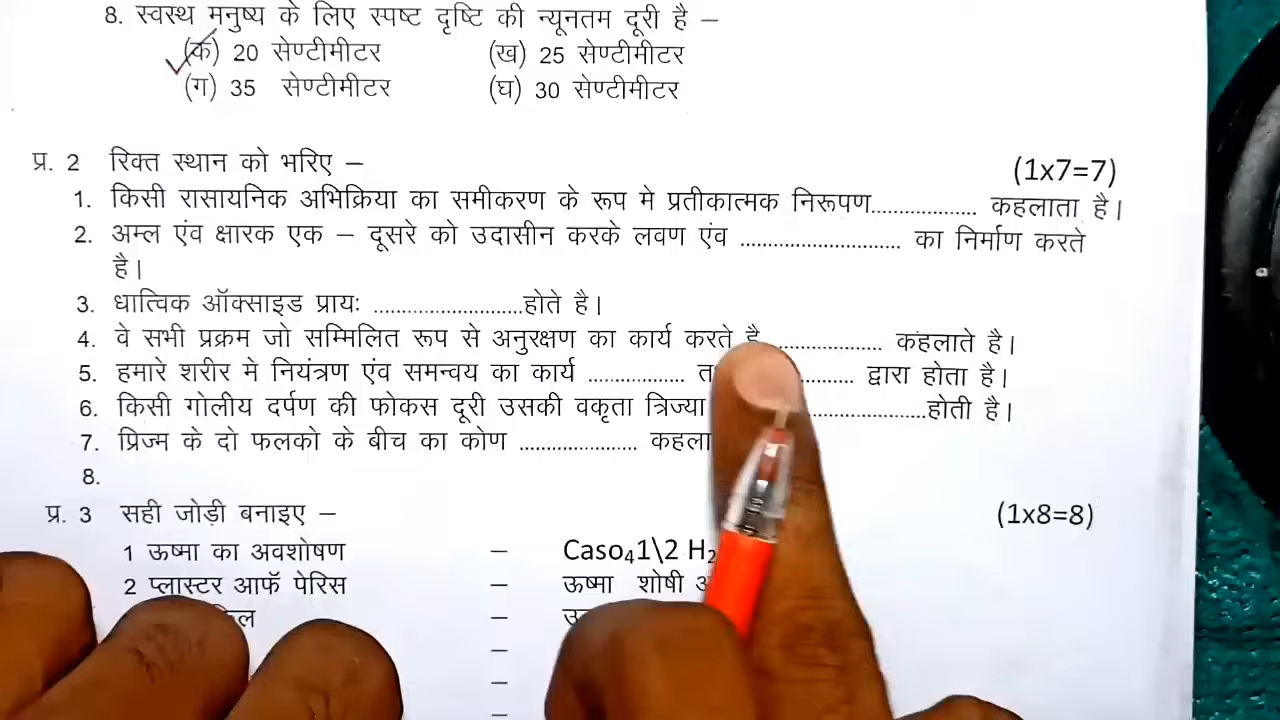 8. स्वस्थ मनुष्य के लिए स्पष्ट दृष्टि की न्यूनतम दूरी है –
(क) 20 सेण्टीमीटर (ख) 25 सेण्टीमीटर
(ग) 35 सेण्टीमीटर (घ) 30 सेण्टीमीटर
प्र. 2 रिक्त स्थान को भरिए – (1x7=7)
1. किसी रासायनिक अभिक्रिया का समीकरण के रूप मे प्रतीकात्मक निरूपण................. कहलाता है।
2. अम्ल एंव क्षारक एक – दूसरे को उदासीन करके लवण एंव ............................. का निर्माण करते
है।
3. धात्विक ऑक्साइड प्रायः ...........................होते है।
4. वे सभी प्रक्रम जो सम्मिलित रूप से अनुरक्षण का कार्य करते है ................... कंहलाते है।
5. हमारे शरीर मे नियंत्रण एंव समन्वय का कार्य ................. .......... द्वारा होता है।
6. किसी गोलीय दर्पण की फोकस दूरी उसकी वकृता त्रिज्या .....................होती है।
7. प्रिज्म के दो फलको के बीच का कोण ..................... कहला
8.
प्र. 3 सही जोड़ी बनाइए – (1x8=8)
1 ऊष्मा का अवशोषण – Caso₄1\2 H₂
2 प्लास्टर आफॅ पेरिस – ऊष्मा शोषी
–
–
–
–